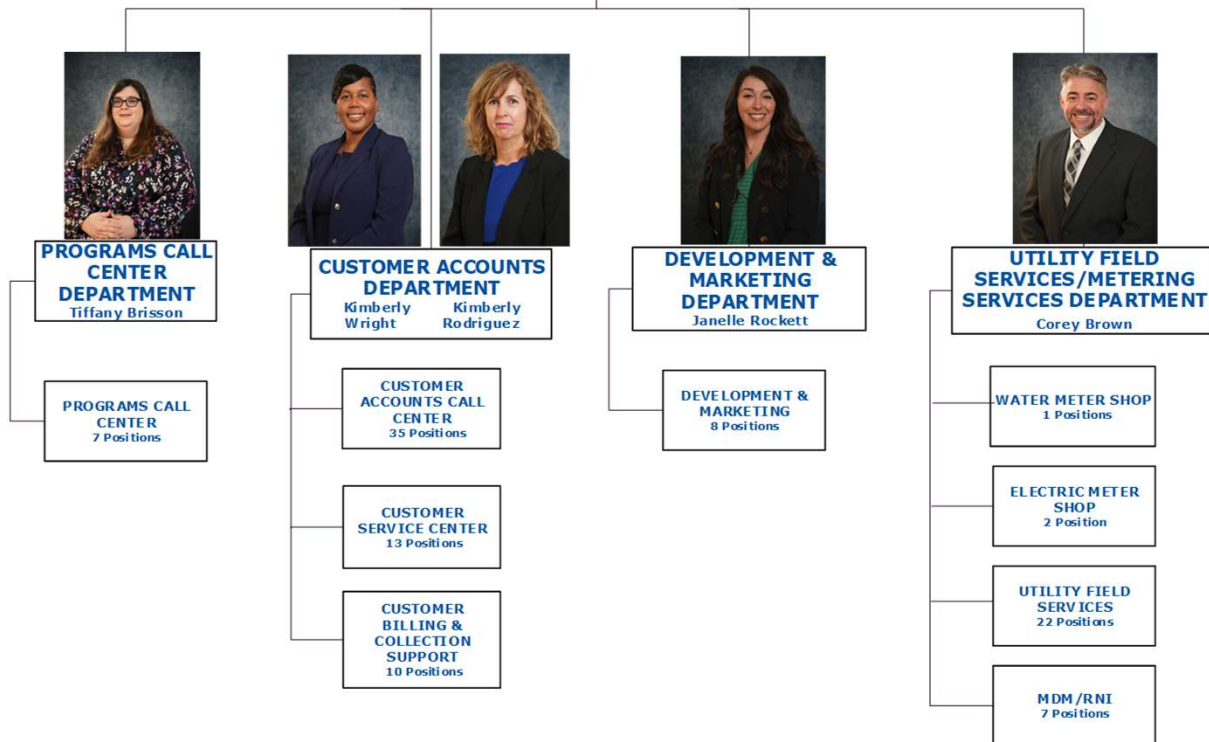 PROGRAMS CALL
CENTER
DEPARTMENT
Tiffany Brisson
CUSTOMER ACCOUNTS
DEPARTMENT
Kimberly Kimberly
Wright Rodriguez
DEVELOPMENT &
MARKETING
DEPARTMENT
Janelle Rockett
UTILITY FIELD
SERVICES/METERING
SERVICES DEPARTMENT
Corey Brown
PROGRAMS CALL
CENTER
7 Positions
CUSTOMER
ACCOUNTS CALL
CENTER
35 Positions
CUSTOMER
SERVICE CENTER
13 Positions
CUSTOMER
BILLING &
COLLECTION
SUPPORT
10 Positions
DEVELOPMENT &
MARKETING
8 Positions
WATER METER SHOP
1 Positions
ELECTRIC METER
SHOP
2 Position
UTILITY FIELD
SERVICES
22 Positions
MDM/RNI
7 Positions